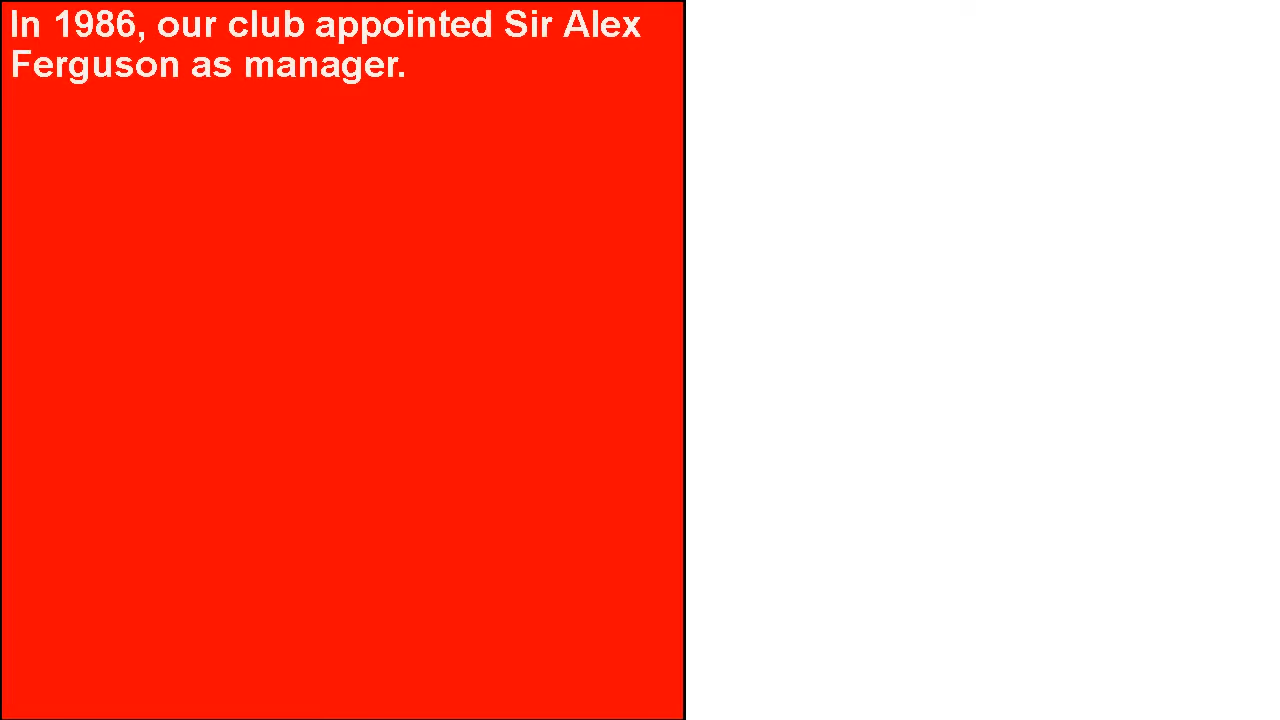 In 1986, our club appointed Sir Alex
Ferguson as manager.